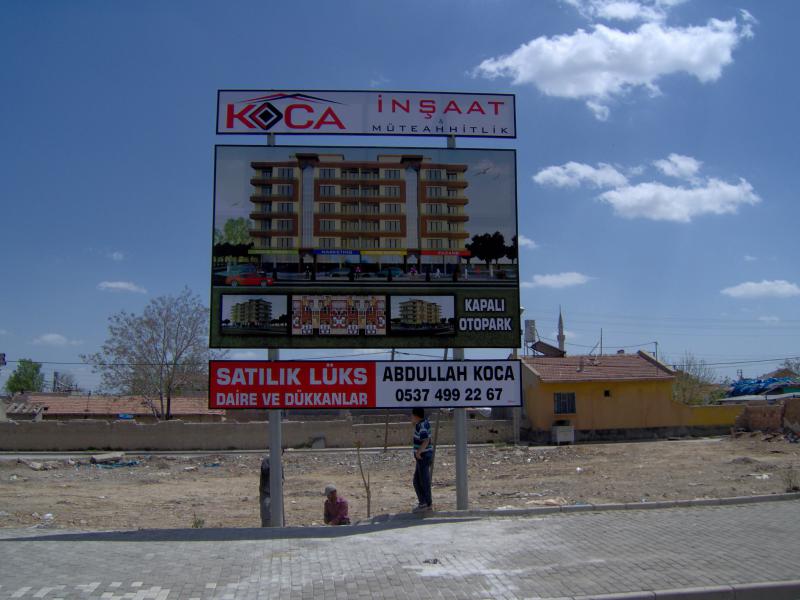 KOCA
İNŞAAT
&
MÜTEAHHİTLİK
KAPALI
OTOPARK
SATILIK LÜKS
DAİRE VE DÜKKANLAR
ABDULLAH KOCA
0537 499 22 67